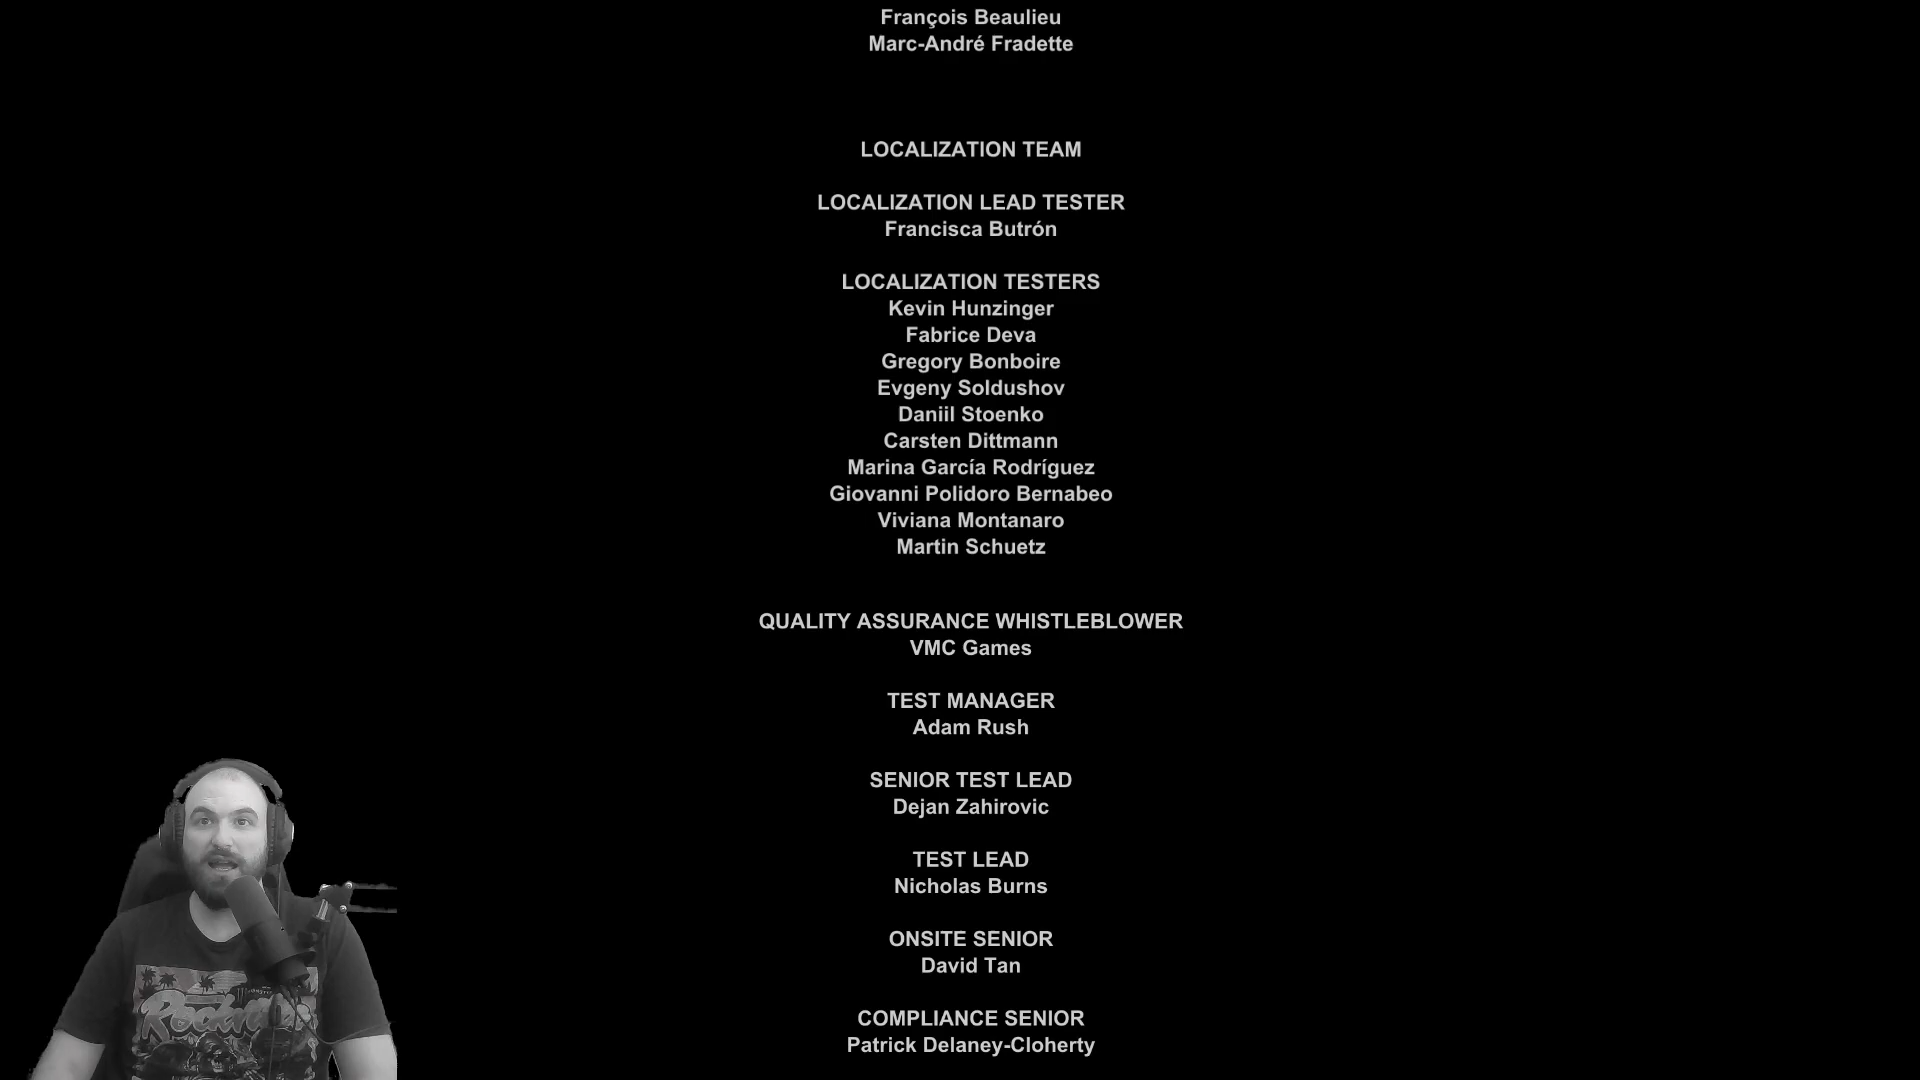 François Beaulieu
Marc-André Fradette
LOCALIZATION TEAM
LOCALIZATION LEAD TESTER
Francisca Butrón
LOCALIZATION TESTERS
Kevin Hunzinger
Fabrice Deva
Gregory Bonboire
Evgeny Soldushov
Daniil Stoenko
Carsten Dittmann
Marina García Rodríguez
Giovanni Polidoro Bernabeo
Viviana Montanaro
Martin Schuetz
QUALITY ASSURANCE WHISTLEBLOWER
VMC Games
TEST MANAGER
Adam Rush
SENIOR TEST LEAD
Dejan Zahirovic
TEST LEAD
Nicholas Burns
ONSITE SENIOR
David Tan
COMPLIANCE SENIOR
Patrick Delaney-Cloherty